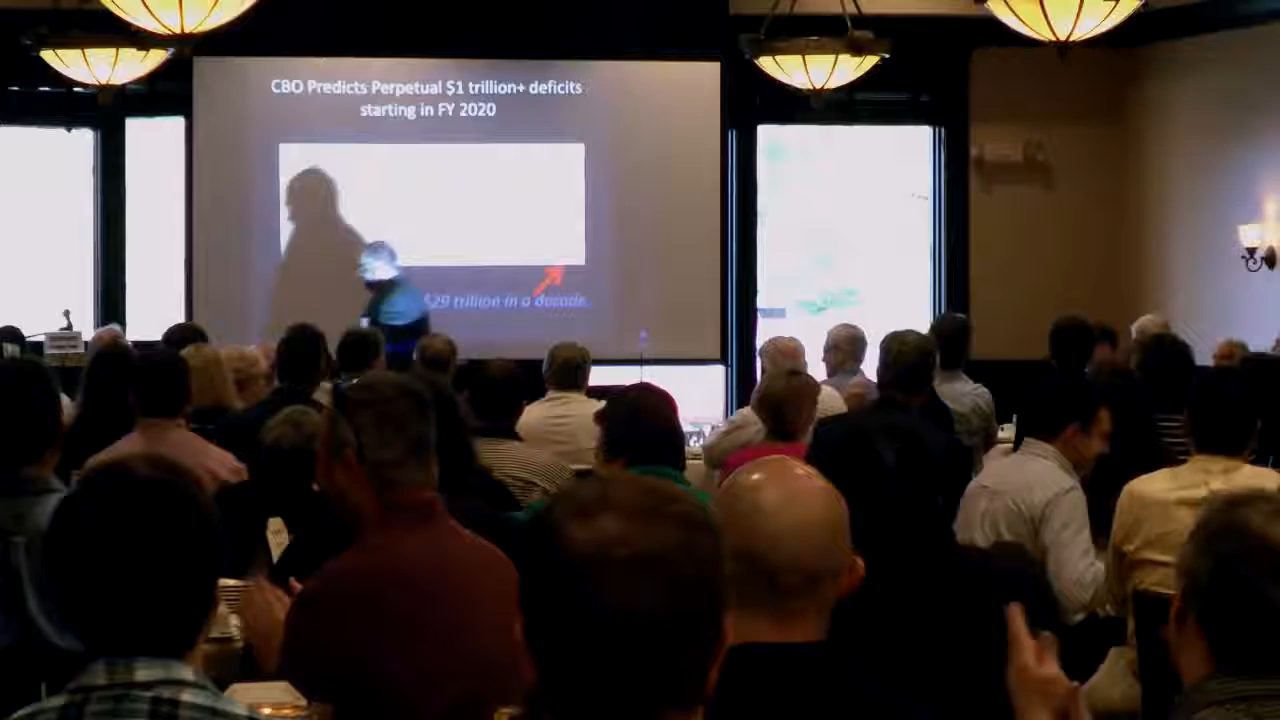 CBO Predicts Perpetual $1 trillion+ deficits
starting in FY 2020
$29 trillion in a decade.